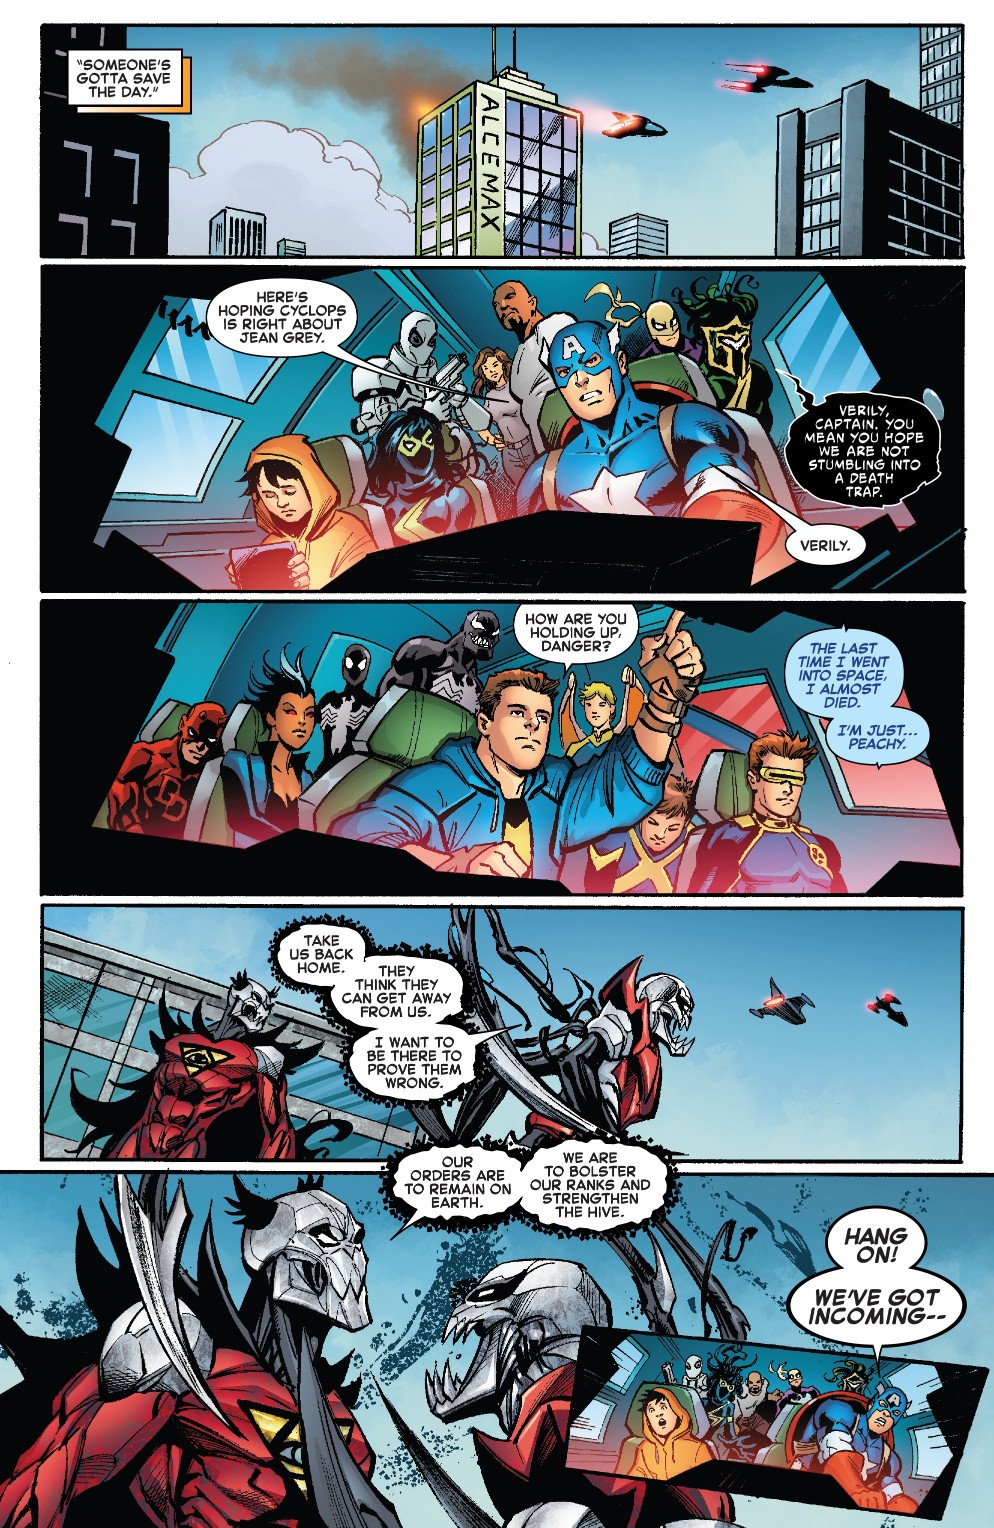 "SOMEONE'S
GOTTA SAVE
THE DAY."
ALCEMAX
HERE'S
HOPING CYCLOPS
IS RIGHT ABOUT
JEAN GREY.
A
VERILY,
CAPTAIN. YOU
MEAN YOU HOPE
WE ARE NOT
STUMBLING INTO
A DEATH
TRAP.
VERILY.
HOW ARE YOU
HOLDING UP,
DANGER?
THE LAST
TIME I WENT
INTO SPACE,
I ALMOST
DIED.
I'M JUST...
PEACHY.
TAKE
US BACK
HOME.
THEY
THINK THEY
CAN GET AWAY
FROM US.
I WANT TO
BE THERE TO
PROVE THEM
WRONG.
OUR
ORDERS ARE
TO REMAIN ON
EARTH.
WE ARE
TO BOLSTER
OUR RANKS AND
STRENGTHEN
THE HIVE.
HANG
ON!
WE'VE GOT
INCOMING--